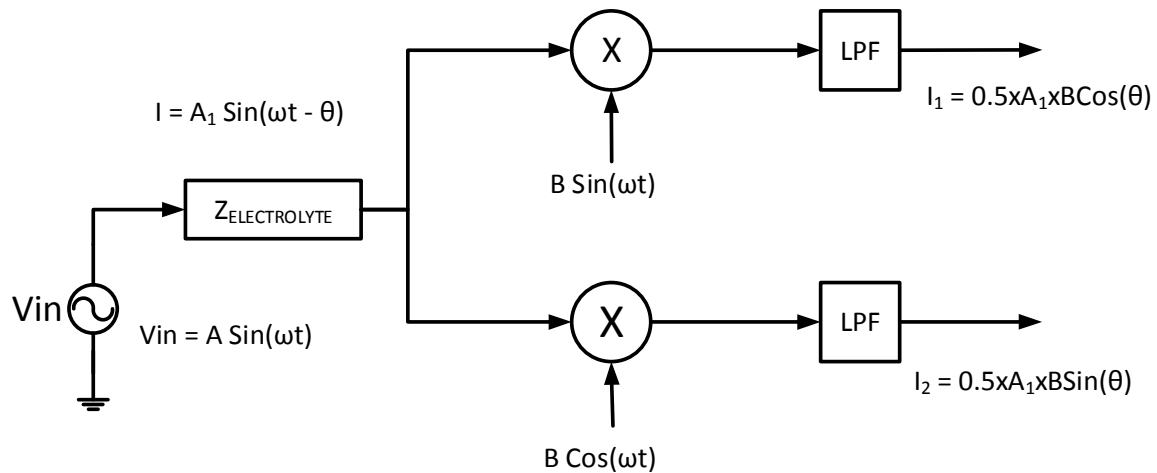 X
LPF
I₁ = 0.5xA₁xBCos(θ)
I = A₁ Sin(ωt - θ)
B Sin(ωt)
Z_ELECTROLYTE
Vin
Vin = A Sin(ωt)
X
LPF
I₂ = 0.5xA₁xBSin(θ)
B Cos(ωt)